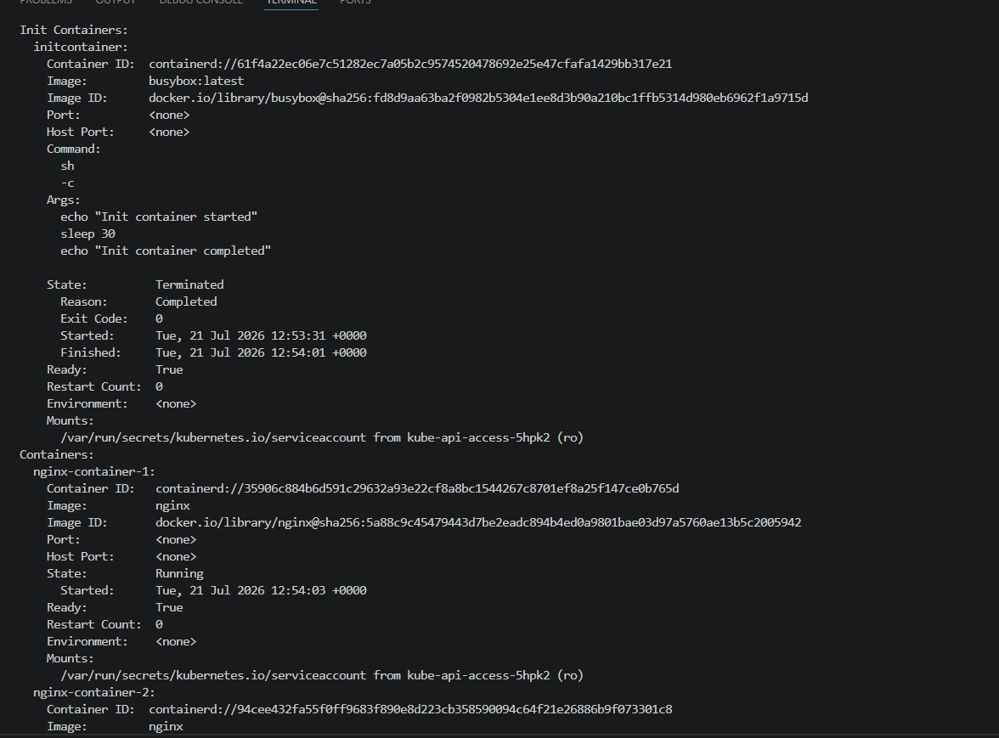 PROBLEMS OUTPUT DEBUG CONSOLE TERMINAL PORTS
Init Containers:
initcontainer:
Container ID: containerd://61f4a22ec06e7c51282ec7a05b2c9574520478692e25e47cfafa1429bb317e21
Image: busybox:latest
Image ID: docker.io/library/busybox@sha256:fd8d9aa63ba2f0982b5304e1ee8d3b90a210bc1ffb5314d980eb6962f1a9715d
Port: <none>
Host Port: <none>
Command:
sh
-c
Args:
echo "Init container started"
sleep 30
echo "Init container completed"
State: Terminated
Reason: Completed
Exit Code: 0
Started: Tue, 21 Jul 2026 12:53:31 +0000
Finished: Tue, 21 Jul 2026 12:54:01 +0000
Ready: True
Restart Count: 0
Environment: <none>
Mounts:
/var/run/secrets/kubernetes.io/serviceaccount from kube-api-access-5hpk2 (ro)
Containers:
nginx-container-1:
Container ID: containerd://35906c884b6d591c29632a93e22cf8a8bc1544267c8701ef8a25f147ce0b765d
Image: nginx
Image ID: docker.io/library/nginx@sha256:5a88c9c45479443d7be2eadc894b4ed0a9801bae03d97a5760ae13b5c2005942
Port: <none>
Host Port: <none>
State: Running
Started: Tue, 21 Jul 2026 12:54:03 +0000
Ready: True
Restart Count: 0
Environment: <none>
Mounts:
/var/run/secrets/kubernetes.io/serviceaccount from kube-api-access-5hpk2 (ro)
nginx-container-2:
Container ID: containerd://94cee432fa55f0ff9683f890e8d223cb358590094c64f21e26886b9f073301c8
Image: nginx